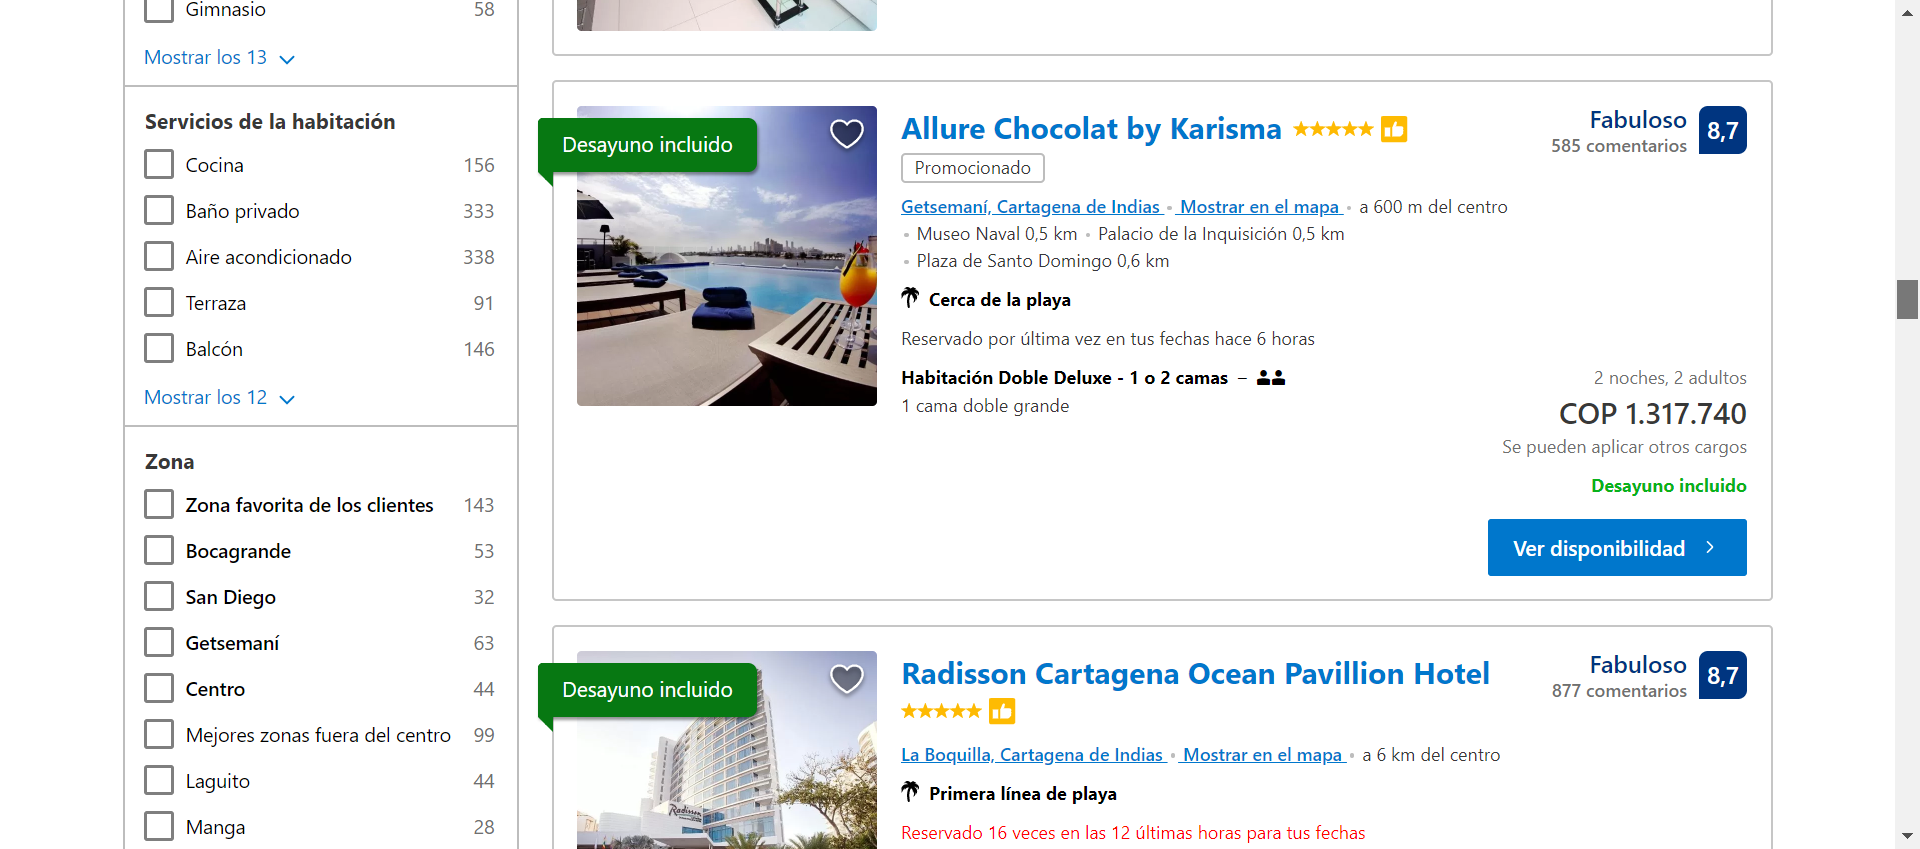 Gimnasio 58
Mostrar los 13
Servicios de la habitación
Cocina 156
Baño privado 333
Aire acondicionado 338
Terraza 91
Balcón 146
Mostrar los 12
Zona
Zona favorita de los clientes 143
Bocagrande 53
San Diego 32
Getsemaní 63
Centro 44
Mejores zonas fuera del centro 99
Laguito 44
Manga 28
Desayuno incluido
Allure Chocolat by Karisma
Promocionado
Fabuloso 8,7
585 comentarios
Getsemaní, Cartagena de Indias • Mostrar en el mapa • a 600 m del centro
• Museo Naval 0,5 km • Palacio de la Inquisición 0,5 km
• Plaza de Santo Domingo 0,6 km
Cerca de la playa
Reservado por última vez en tus fechas hace 6 horas
Habitación Doble Deluxe - 1 o 2 camas –
1 cama doble grande
2 noches, 2 adultos
COP 1.317.740
Se pueden aplicar otros cargos
Desayuno incluido
Ver disponibilidad
Desayuno incluido
Radisson
Radisson Cartagena Ocean Pavillion Hotel
Fabuloso 8,7
877 comentarios
La Boquilla, Cartagena de Indias • Mostrar en el mapa • a 6 km del centro
Primera línea de playa
Reservado 16 veces en las 12 últimas horas para tus fechas